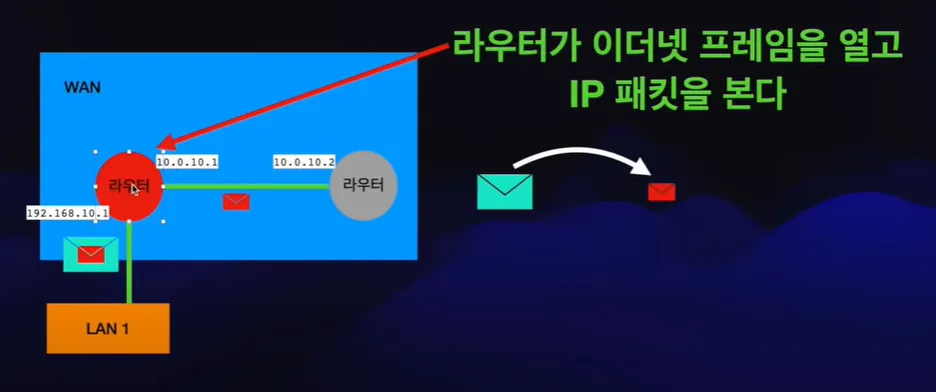 라우터가 이더넷 프레임을 열고
IP 패킷을 본다
WAN
10.0.10.1
10.0.10.2
라우터
라우터
192.168.10.1
LAN 1